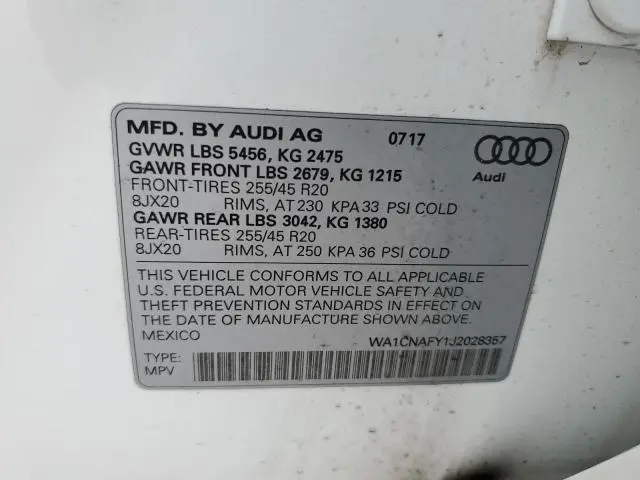 MFD. BY AUDI AG 0717
GVWR LBS 5456, KG 2475
GAWR FRONT LBS 2679, KG 1215
FRONT-TIRES 255/45 R20
8JX20 RIMS, AT 230 KPA 33 PSI COLD
GAWR REAR LBS 3042, KG 1380
REAR-TIRES 255/45 R20
8JX20 RIMS, AT 250 KPA 36 PSI COLD
Audi
THIS VEHICLE CONFORMS TO ALL APPLICABLE
U.S. FEDERAL MOTOR VEHICLE SAFETY AND
THEFT PREVENTION STANDARDS IN EFFECT ON
THE DATE OF MANUFACTURE SHOWN ABOVE.
MEXICO WA1CNAFY1J2028357
TYPE:
MPV